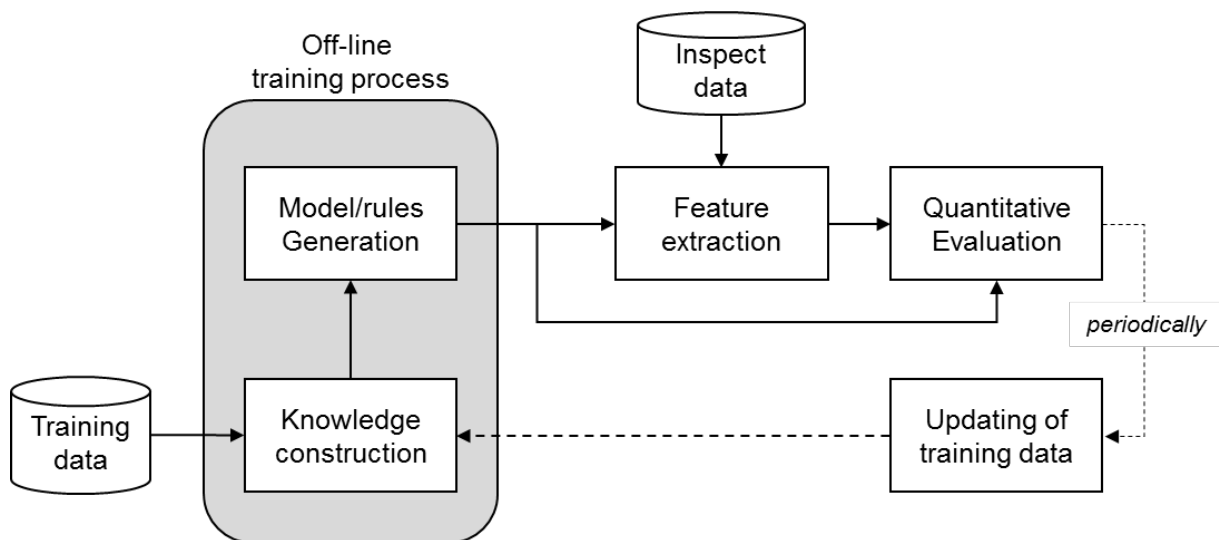 Off-line
training process
Inspect
data
Model/rules
Generation
Feature
extraction
Quantitative
Evaluation
periodically
Training
data
Knowledge
construction
Updating of
training data